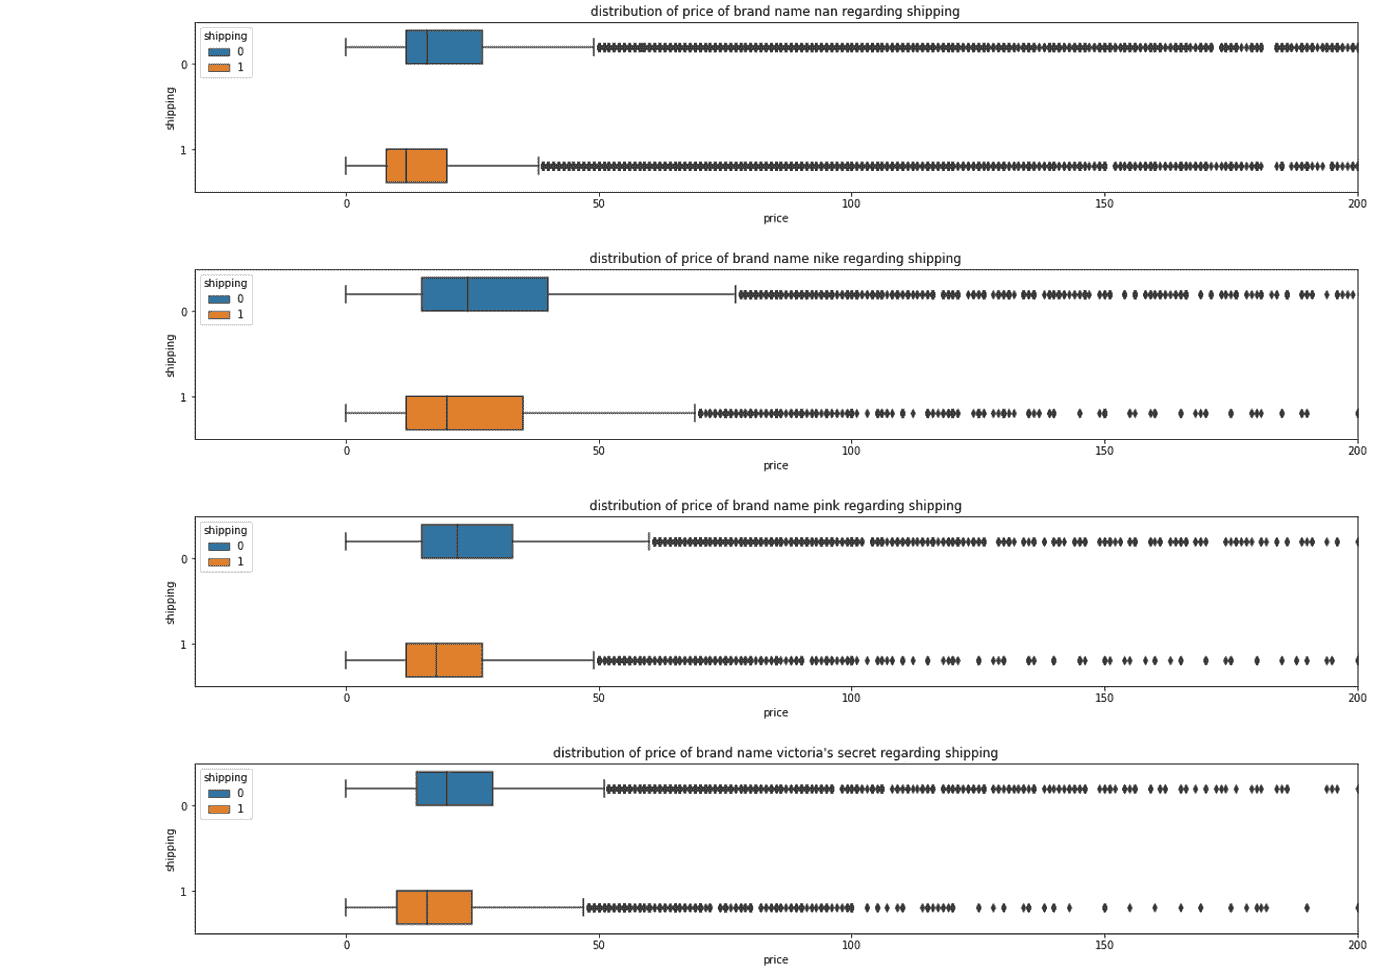 distribution of price of brand name nan regarding shipping
shipping
0
1
0
shipping
1
0 50 100 150 200
price
distribution of price of brand name nike regarding shipping
shipping
0
1
0
shipping
1
0 50 100 150 200
price
distribution of price of brand name pink regarding shipping
shipping
0
1
0
shipping
1
0 50 100 150 200
price
distribution of price of brand name victoria's secret regarding shipping
shipping
0
1
0
shipping
1
0 50 100 150 200
price